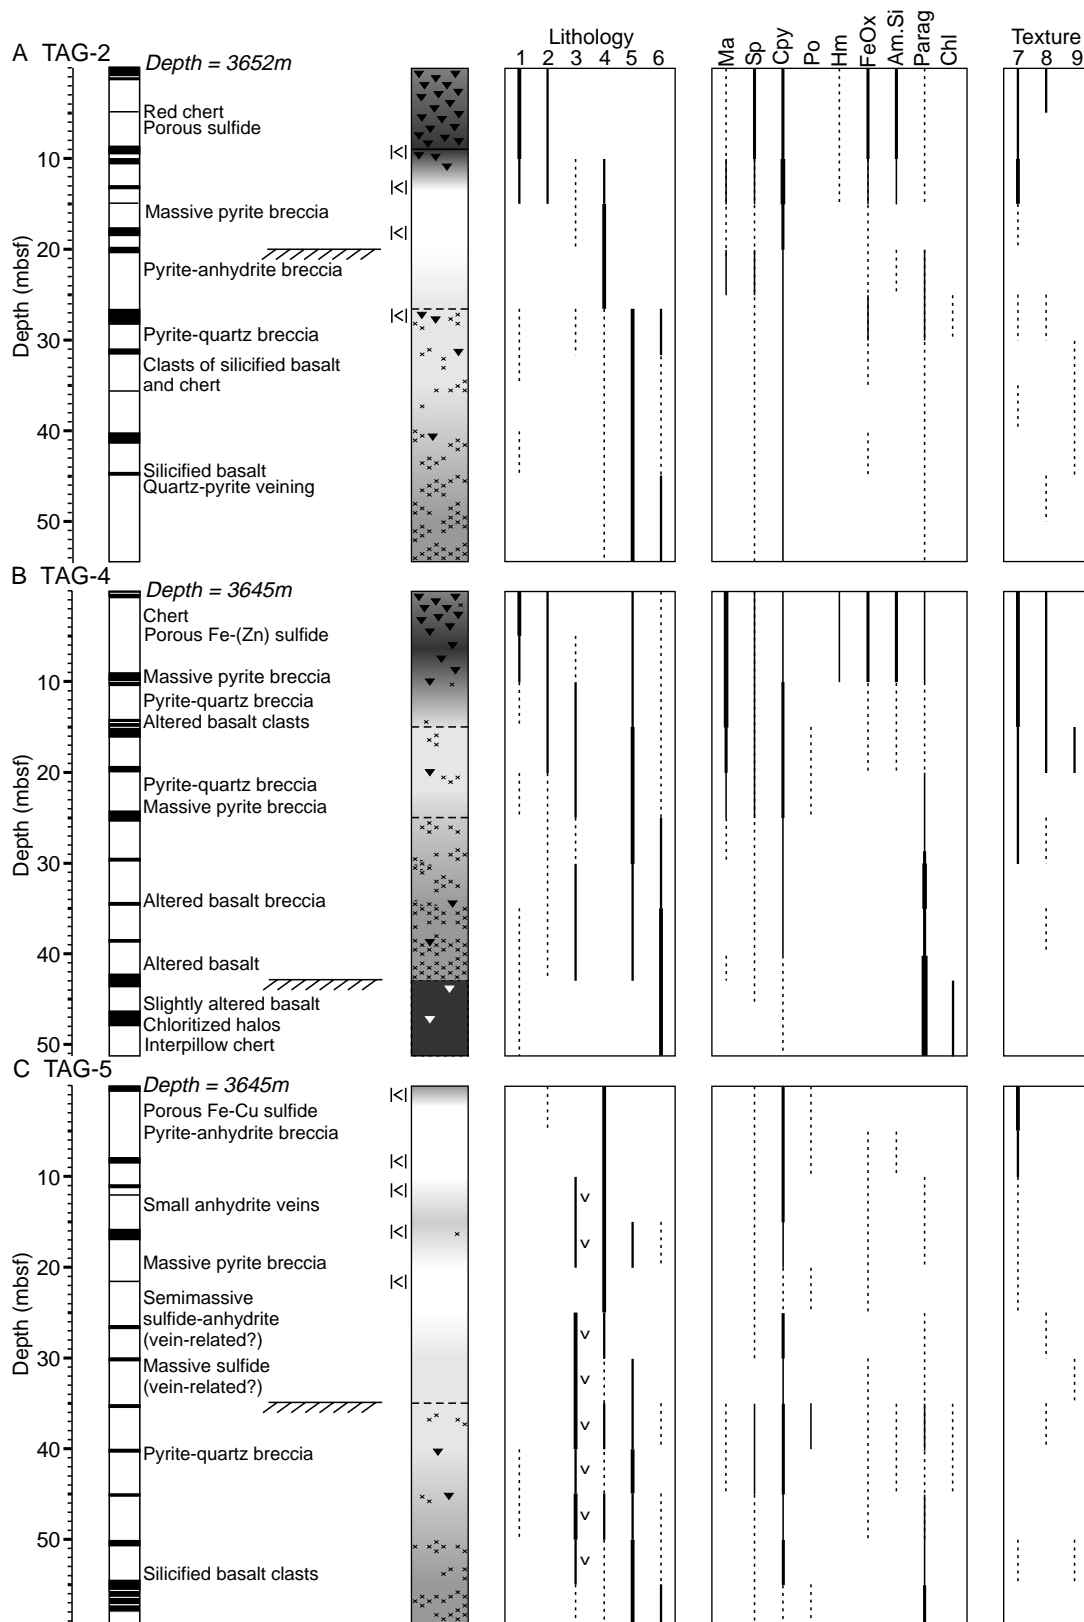 A TAG-2
Depth = 3652m
Lithology
1 2 3 4 5 6
Ma Sp Cpy Po Hm FeOx Am.Si Parag Chl
Texture
7 8 9
Depth (mbsf)
10
20
30
40
50
Red chert
Porous sulfide
Massive pyrite breccia
Pyrite-anhydrite breccia
Pyrite-quartz breccia
Clasts of silicified basalt
and chert
Silicified basalt
Quartz-pyrite veining
B TAG-4
Depth = 3645m
Depth (mbsf)
10
20
30
40
50
Chert
Porous Fe-(Zn) sulfide
Massive pyrite breccia
Pyrite-quartz breccia
Altered basalt clasts
Pyrite-quartz breccia
Massive pyrite breccia
Altered basalt breccia
Altered basalt
Slightly altered basalt
Chloritized halos
Interpillow chert
C TAG-5
Depth = 3645m
Depth (mbsf)
10
20
30
40
50
Porous Fe-Cu sulfide
Pyrite-anhydrite breccia
Small anhydrite veins
Massive pyrite breccia
Semimassive
sulfide-anhydrite
(vein-related?)
Massive sulfide
(vein-related?)
Pyrite-quartz breccia
Silicified basalt clasts
v
v
v
v
v
v
v
v